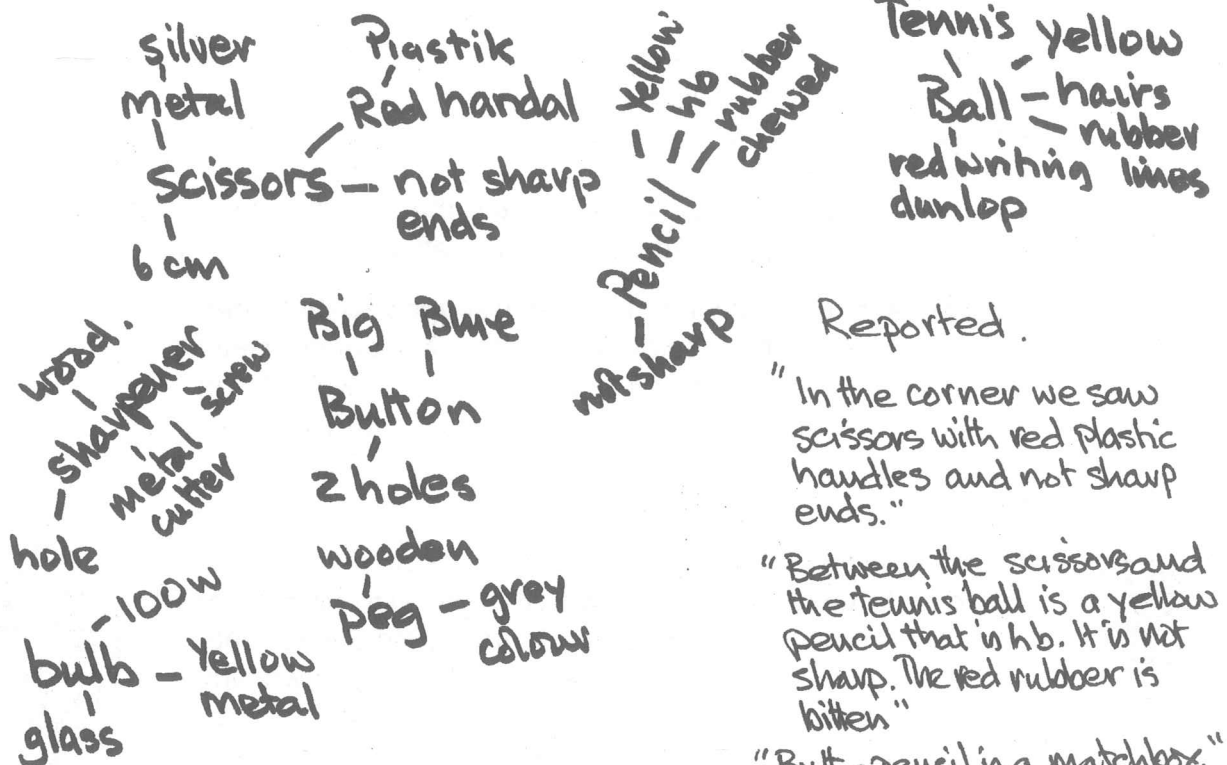 silver
metal
scissors
6 cm
Plastik
Red handal
not sharp
ends
Yellow
hb
rubber
chewed
Pencil
not sharp
Tennis
yellow
Ball
hairs
rubber
lines
red writing
dunlop
wood.
sharpener
screw
metal
cutter
hole
Big Blue
Button
2 holes
wooden
peg
grey
colour
100W
bulb
Yellow
metal
glass
Reported.
"In the corner we saw
scissors with red plastic
handles and not sharp
ends."
"Between the scissors and
the tennis ball is a yellow
pencil that is hb. It is not
sharp. The red rubber is
bitten"
pencil is a matchbox."